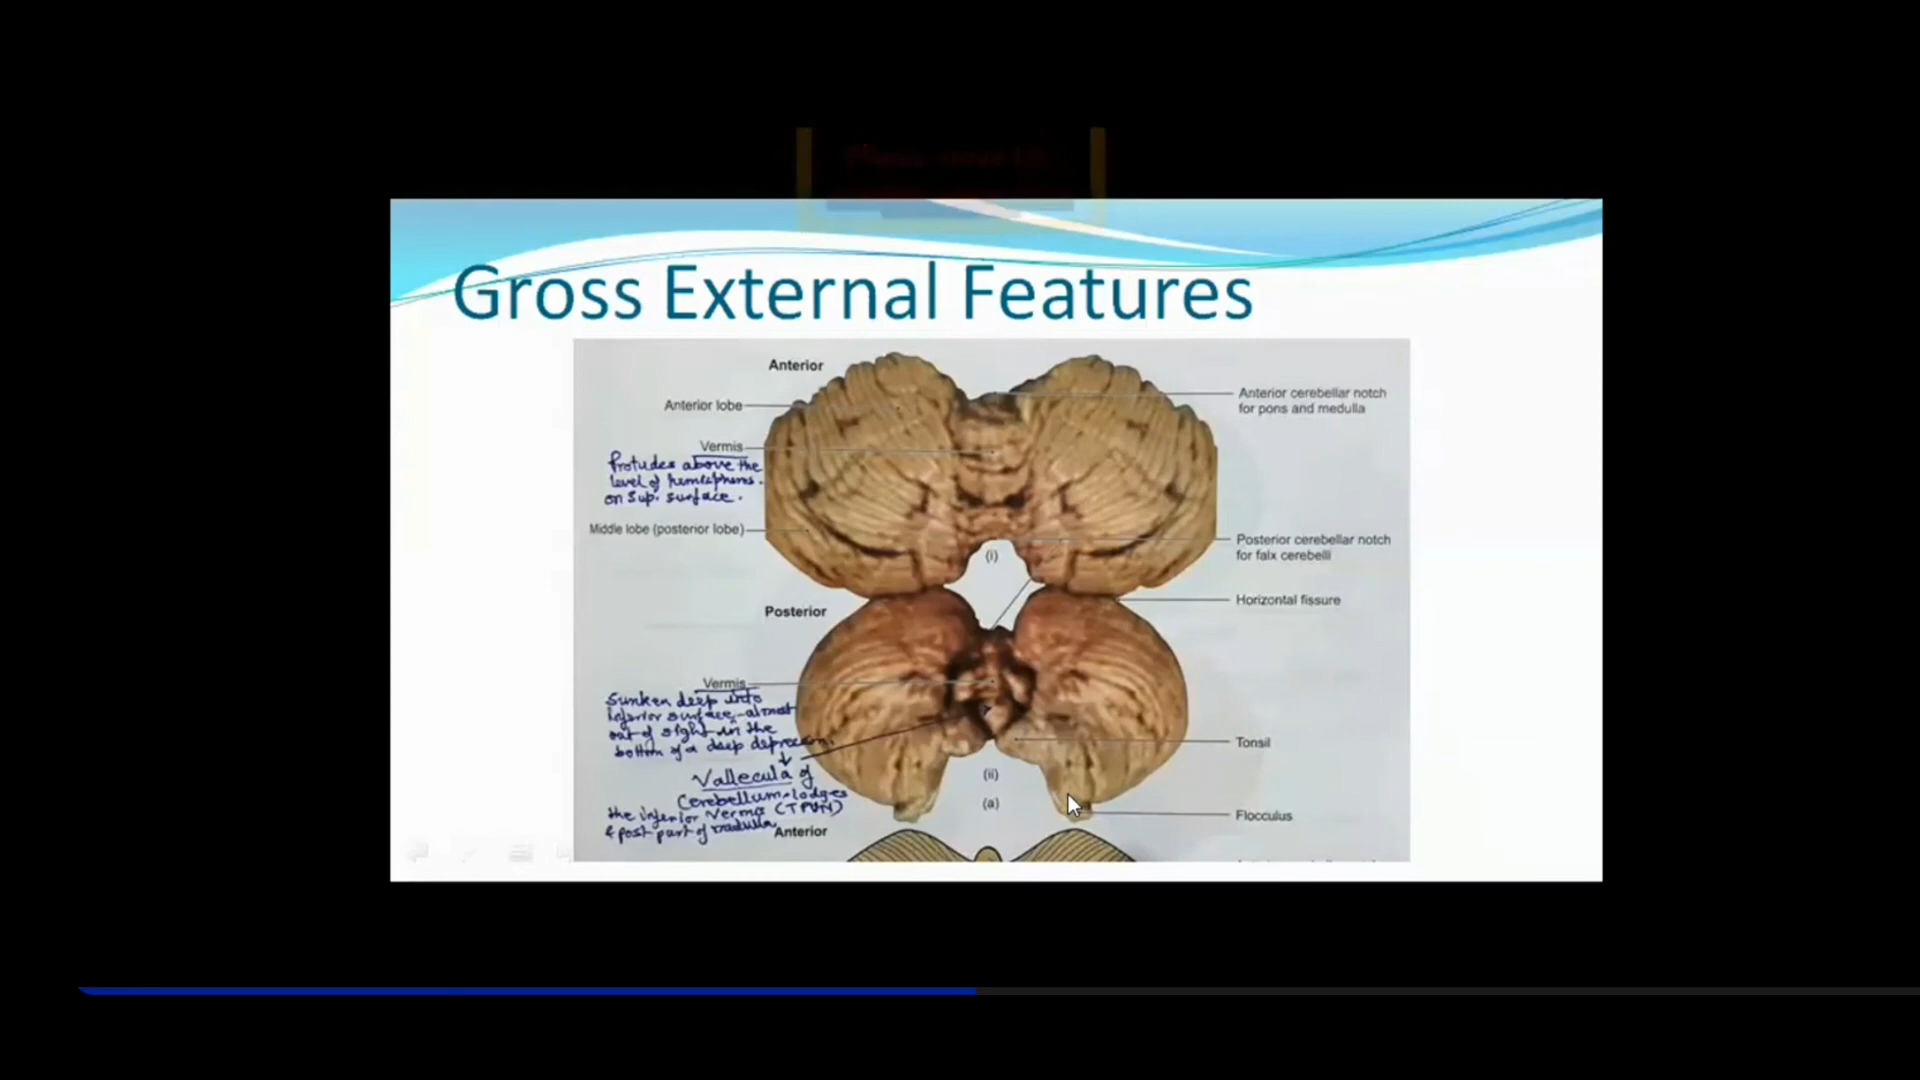 Gross External Features
Anterior
Anterior lobe
Anterior cerebellar notch
for pons and medulla
Vermis
Protudes above the
level of hemispheres.
on Sup. surface.
Middle lobe (posterior lobe)
Posterior cerebellar notch
for falx cerebelli
(i)
Horizontal fissure
Posterior
Vermis
Sunken deep into
inferior surface-almost
out of sight in the
bottom of a deep depression.
Tonsil
(ii)
Vallecula of
Cerebellum-lodges
the inferior Vermis (TPUN)
& post part of medulla
(a)
Flocculus
Anterior